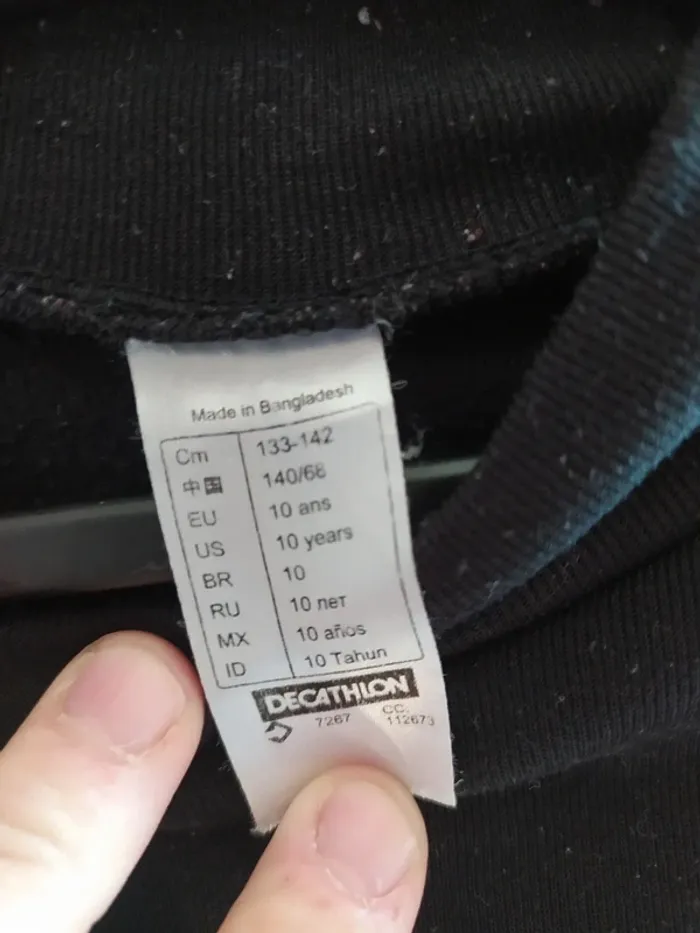 Made in Bangladesh
Cm 133-142
中国 140/68
EU 10 ans
US 10 years
BR 10
RU 10 лет
MX 10 años
ID 10 Tahun
DECATHLON
7267 CC: 112673